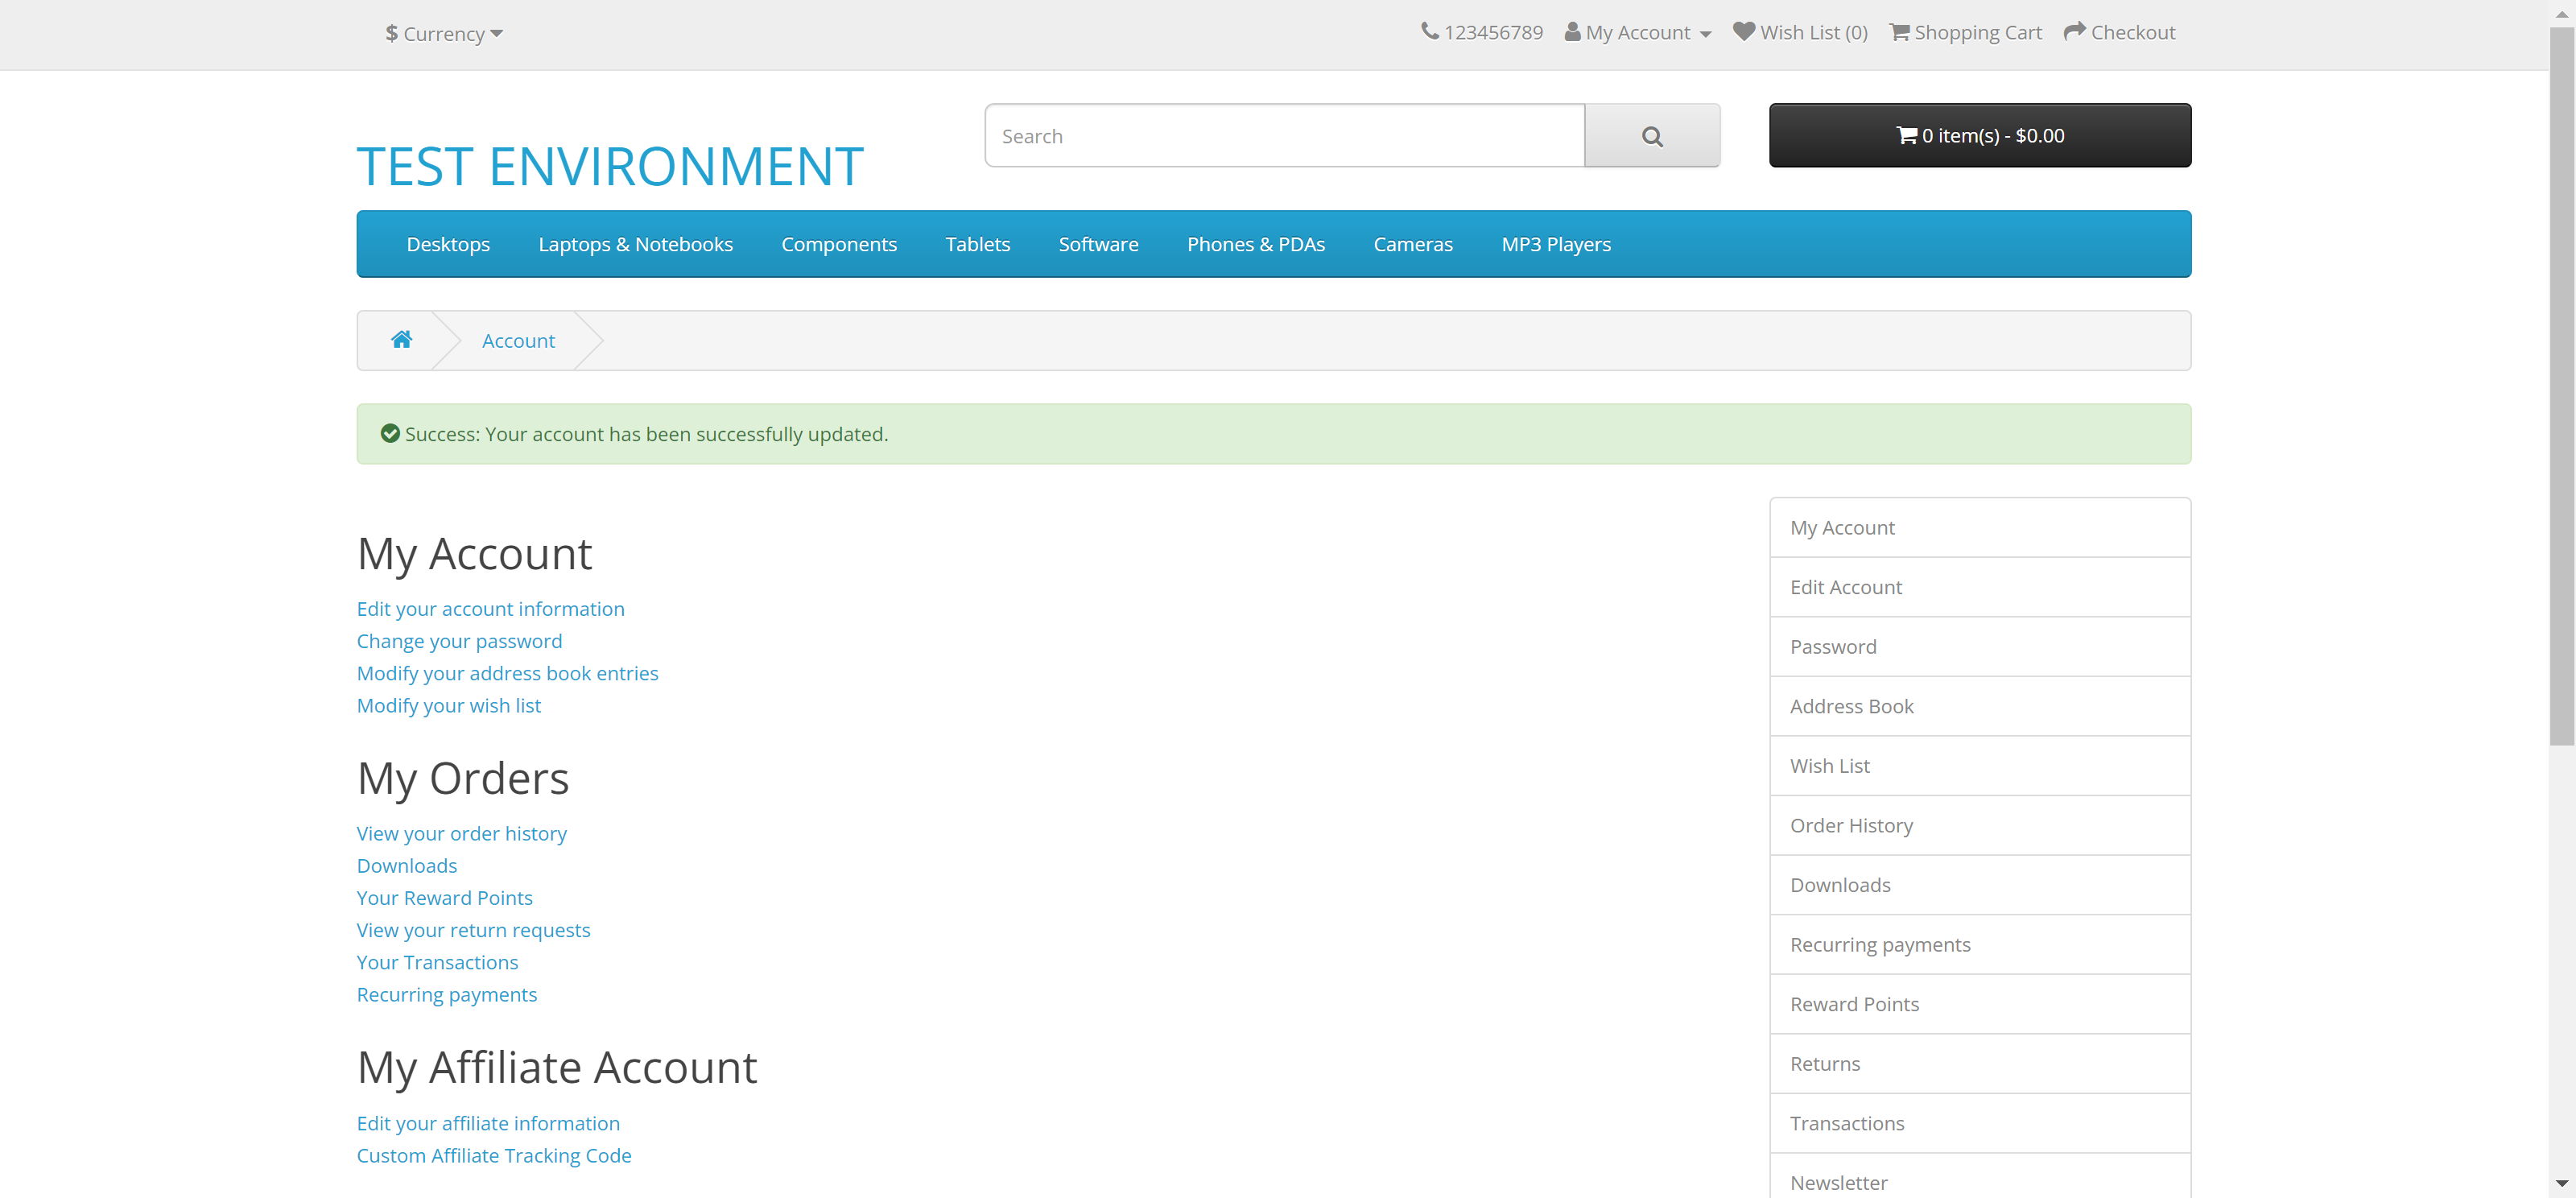 $ Currency
123456789 My Account Wish List (0) Shopping Cart Checkout
TEST ENVIRONMENT
Search
0 item(s) - $0.00
Desktops Laptops & Notebooks Components Tablets Software Phones & PDAs Cameras MP3 Players
Account
Success: Your account has been successfully updated.
My Account
Edit your account information
Change your password
Modify your address book entries
Modify your wish list
My Orders
View your order history
Downloads
Your Reward Points
View your return requests
Your Transactions
Recurring payments
My Affiliate Account
Edit your affiliate information
Custom Affiliate Tracking Code
My Account
Edit Account
Password
Address Book
Wish List
Order History
Downloads
Recurring payments
Reward Points
Returns
Transactions
Newsletter